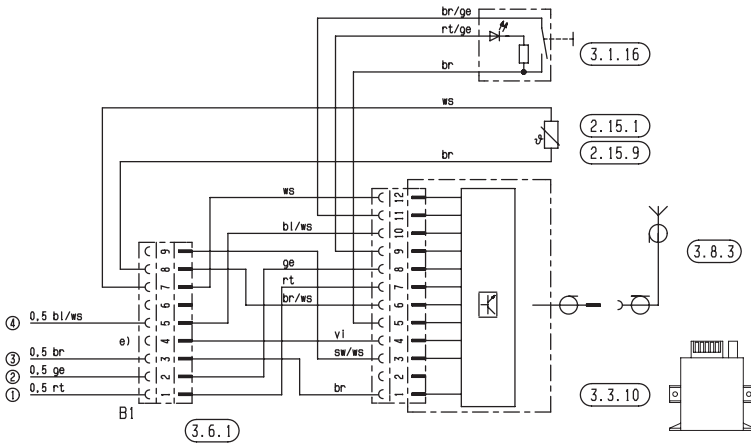 br/ge
rt/ge
br
3.1.16
ws
ϑ
2.15.1
br
2.15.9
ws
12
11
bl/ws
10
9
9
3.8.3
ge
8
8
rt
7
7
br/ws
6
6
④ 0,5 bl/ws
5
5
e)
4
vi
4
③ 0,5 br
3
sw/ws
3
② 0,5 ge
2
2
① 0,5 rt
1
br
1
3.3.10
B1
3.6.1